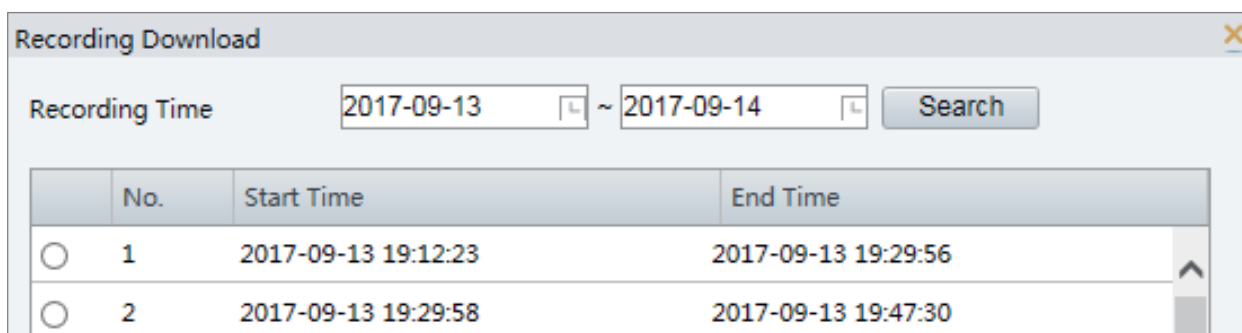 Recording Download
Recording Time 2017-09-13 ~ 2017-09-14 Search
No. Start Time End Time
1 2017-09-13 19:12:23 2017-09-13 19:29:56
2 2017-09-13 19:29:58 2017-09-13 19:47:30